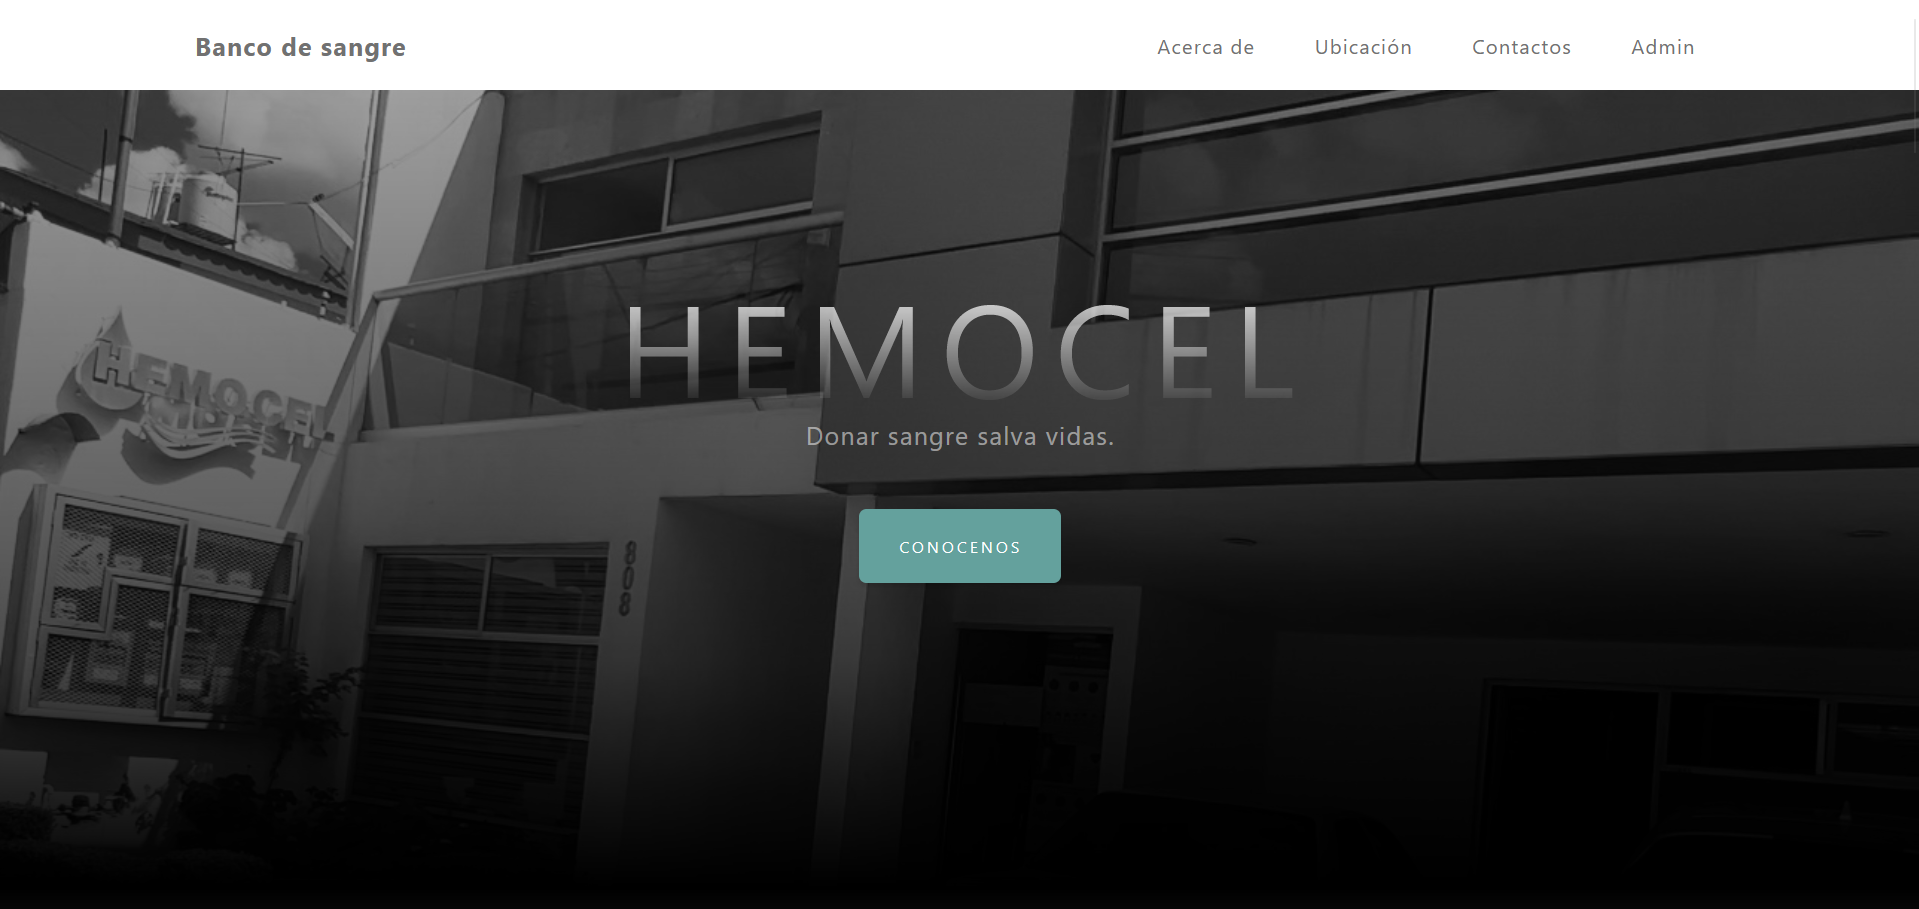 Banco de sangre
Acerca de
Ubicación
Contactos
Admin
HEMOCEL
Donar sangre salva vidas.
CONOCENOS
HEMOCEL
808